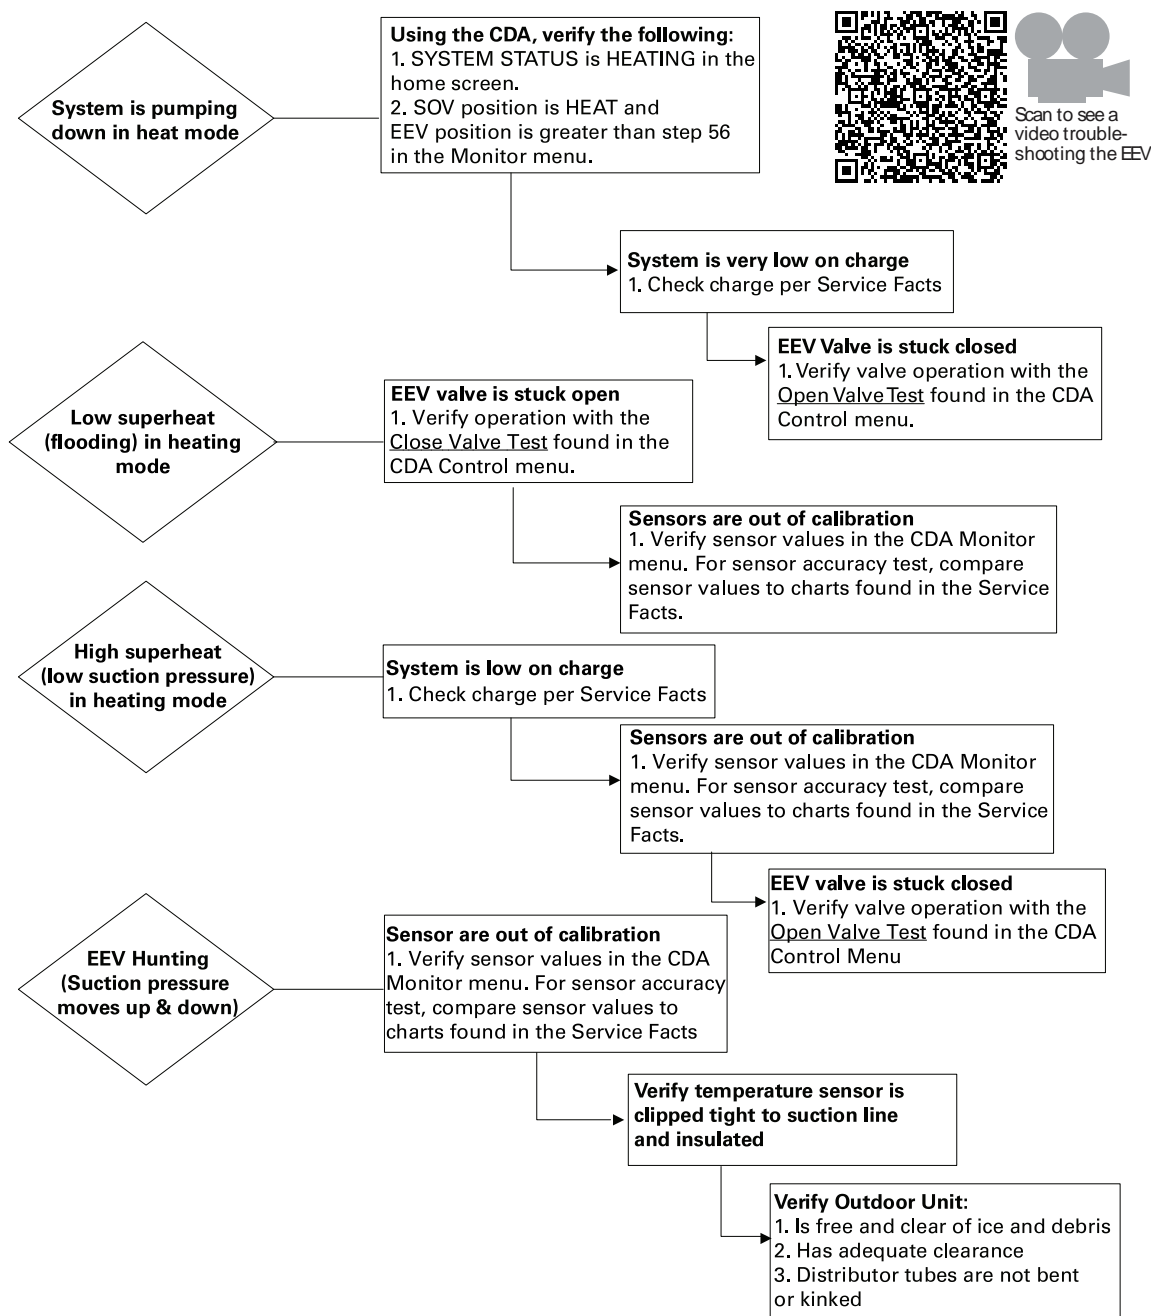 System is pumping
down in heat mode
Using the CDA, verify the following:
1. SYSTEM STATUS is HEATING in the
home screen.
2. SOV position is HEAT and
EEV position is greater than step 56
in the Monitor menu.
Scan to see a
video trouble-
shooting the EEV
System is very low on charge
1. Check charge per Service Facts
EEV Valve is stuck closed
1. Verify valve operation with the
Open Valve Test found in the CDA
Control menu.
Low superheat
(flooding) in heating
mode
EEV valve is stuck open
1. Verify operation with the
Close Valve Test found in the
CDA Control menu.
Sensors are out of calibration
1. Verify sensor values in the CDA Monitor
menu. For sensor accuracy test, compare
sensor values to charts found in the Service
Facts.
High superheat
(low suction pressure)
in heating mode
System is low on charge
1. Check charge per Service Facts
Sensors are out of calibration
1. Verify sensor values in the CDA Monitor
menu. For sensor accuracy test, compare
sensor values to charts found in the Service
Facts.
EEV valve is stuck closed
1. Verify valve operation with the
Open Valve Test found in the CDA
Control Menu
EEV Hunting
(Suction pressure
moves up & down)
Sensor are out of calibration
1. Verify sensor values in the CDA
Monitor menu. For sensor accuracy
test, compare sensor values to
charts found in the Service Facts
Verify temperature sensor is
clipped tight to suction line
and insulated
Verify Outdoor Unit:
1. Is free and clear of ice and debris
2. Has adequate clearance
3. Distributor tubes are not bent
or kinked